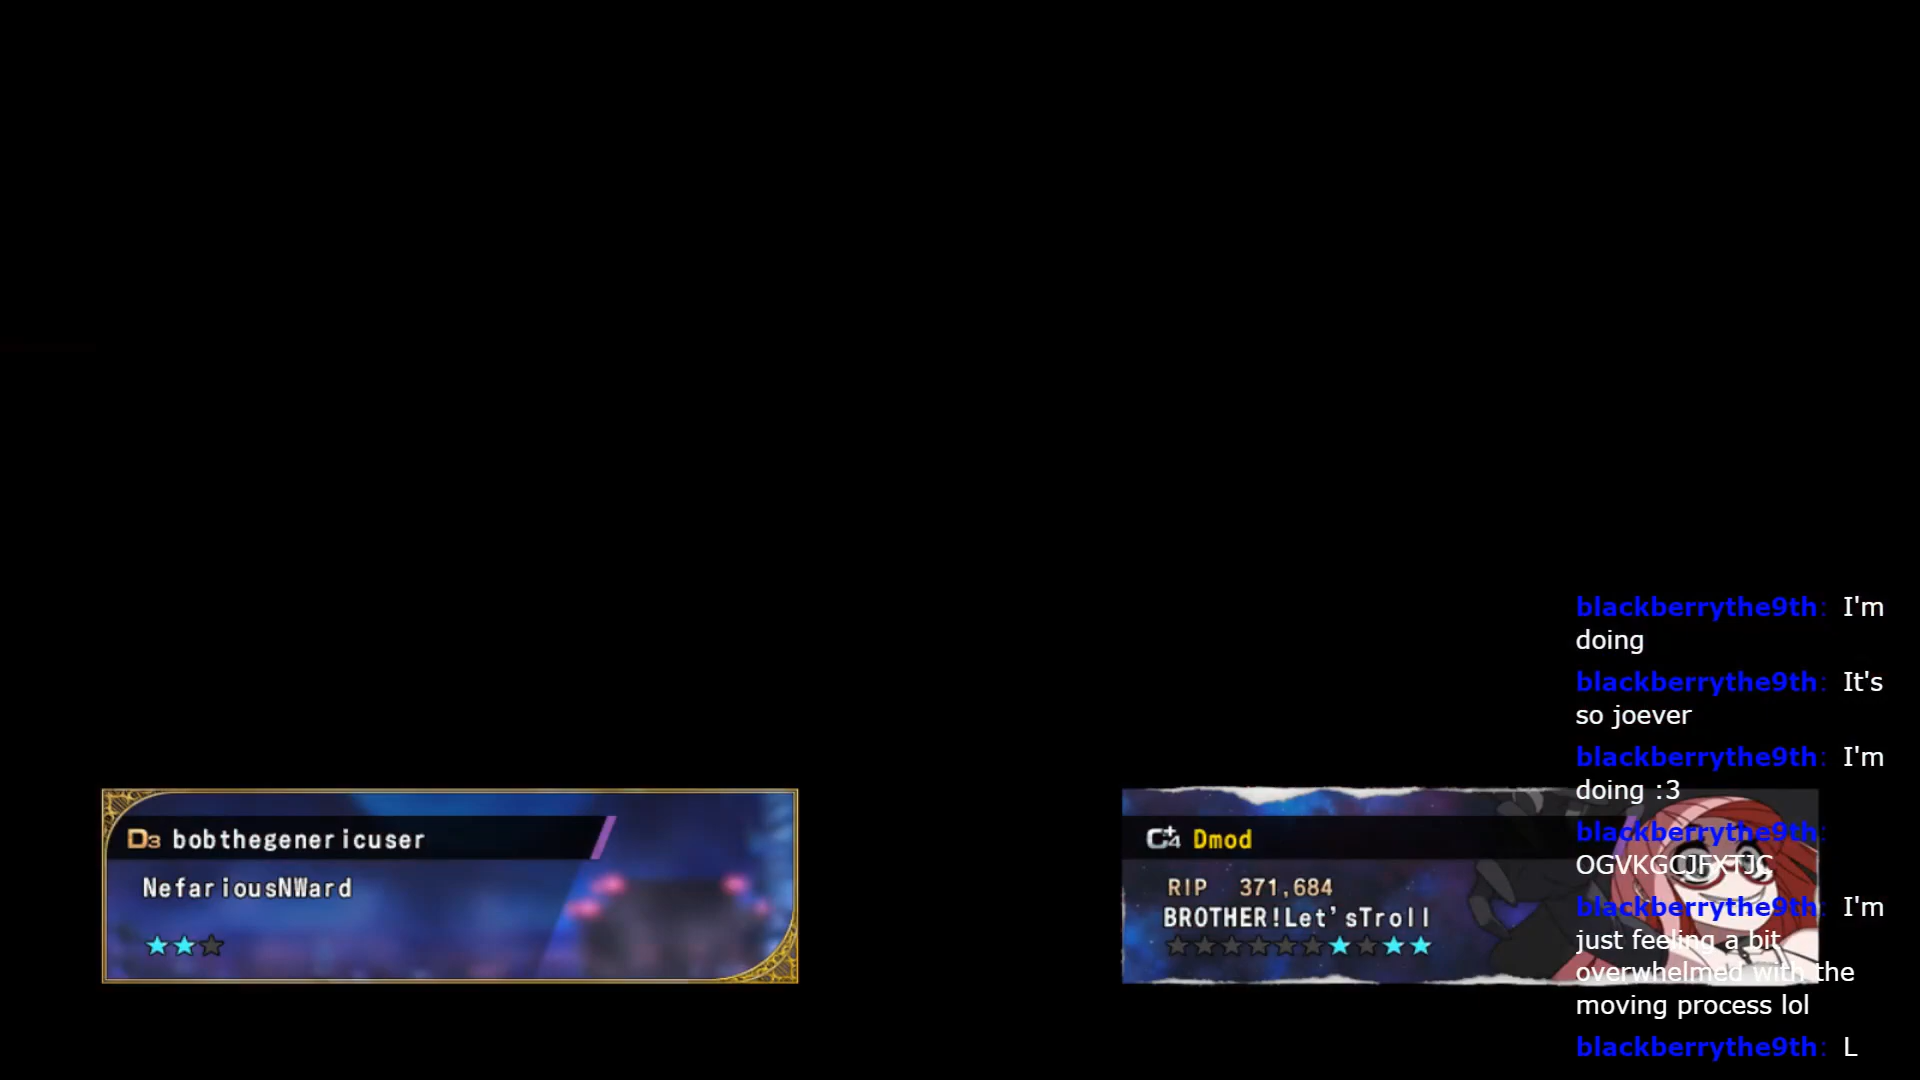 D3 bobthegenericuser
NefariousNWard
C+4 Dmod
RIP 371,684
BROTHER!Let'sTroll
blackberrythe9th: I'm
doing
blackberrythe9th: It's
so joever
blackberrythe9th: I'm
doing :3
blackberrythe9th:
OGVKGCJFXTJC
blackberrythe9th: I'm
just feeling a bit
overwhelmed with the
moving process lol
blackberrythe9th: L